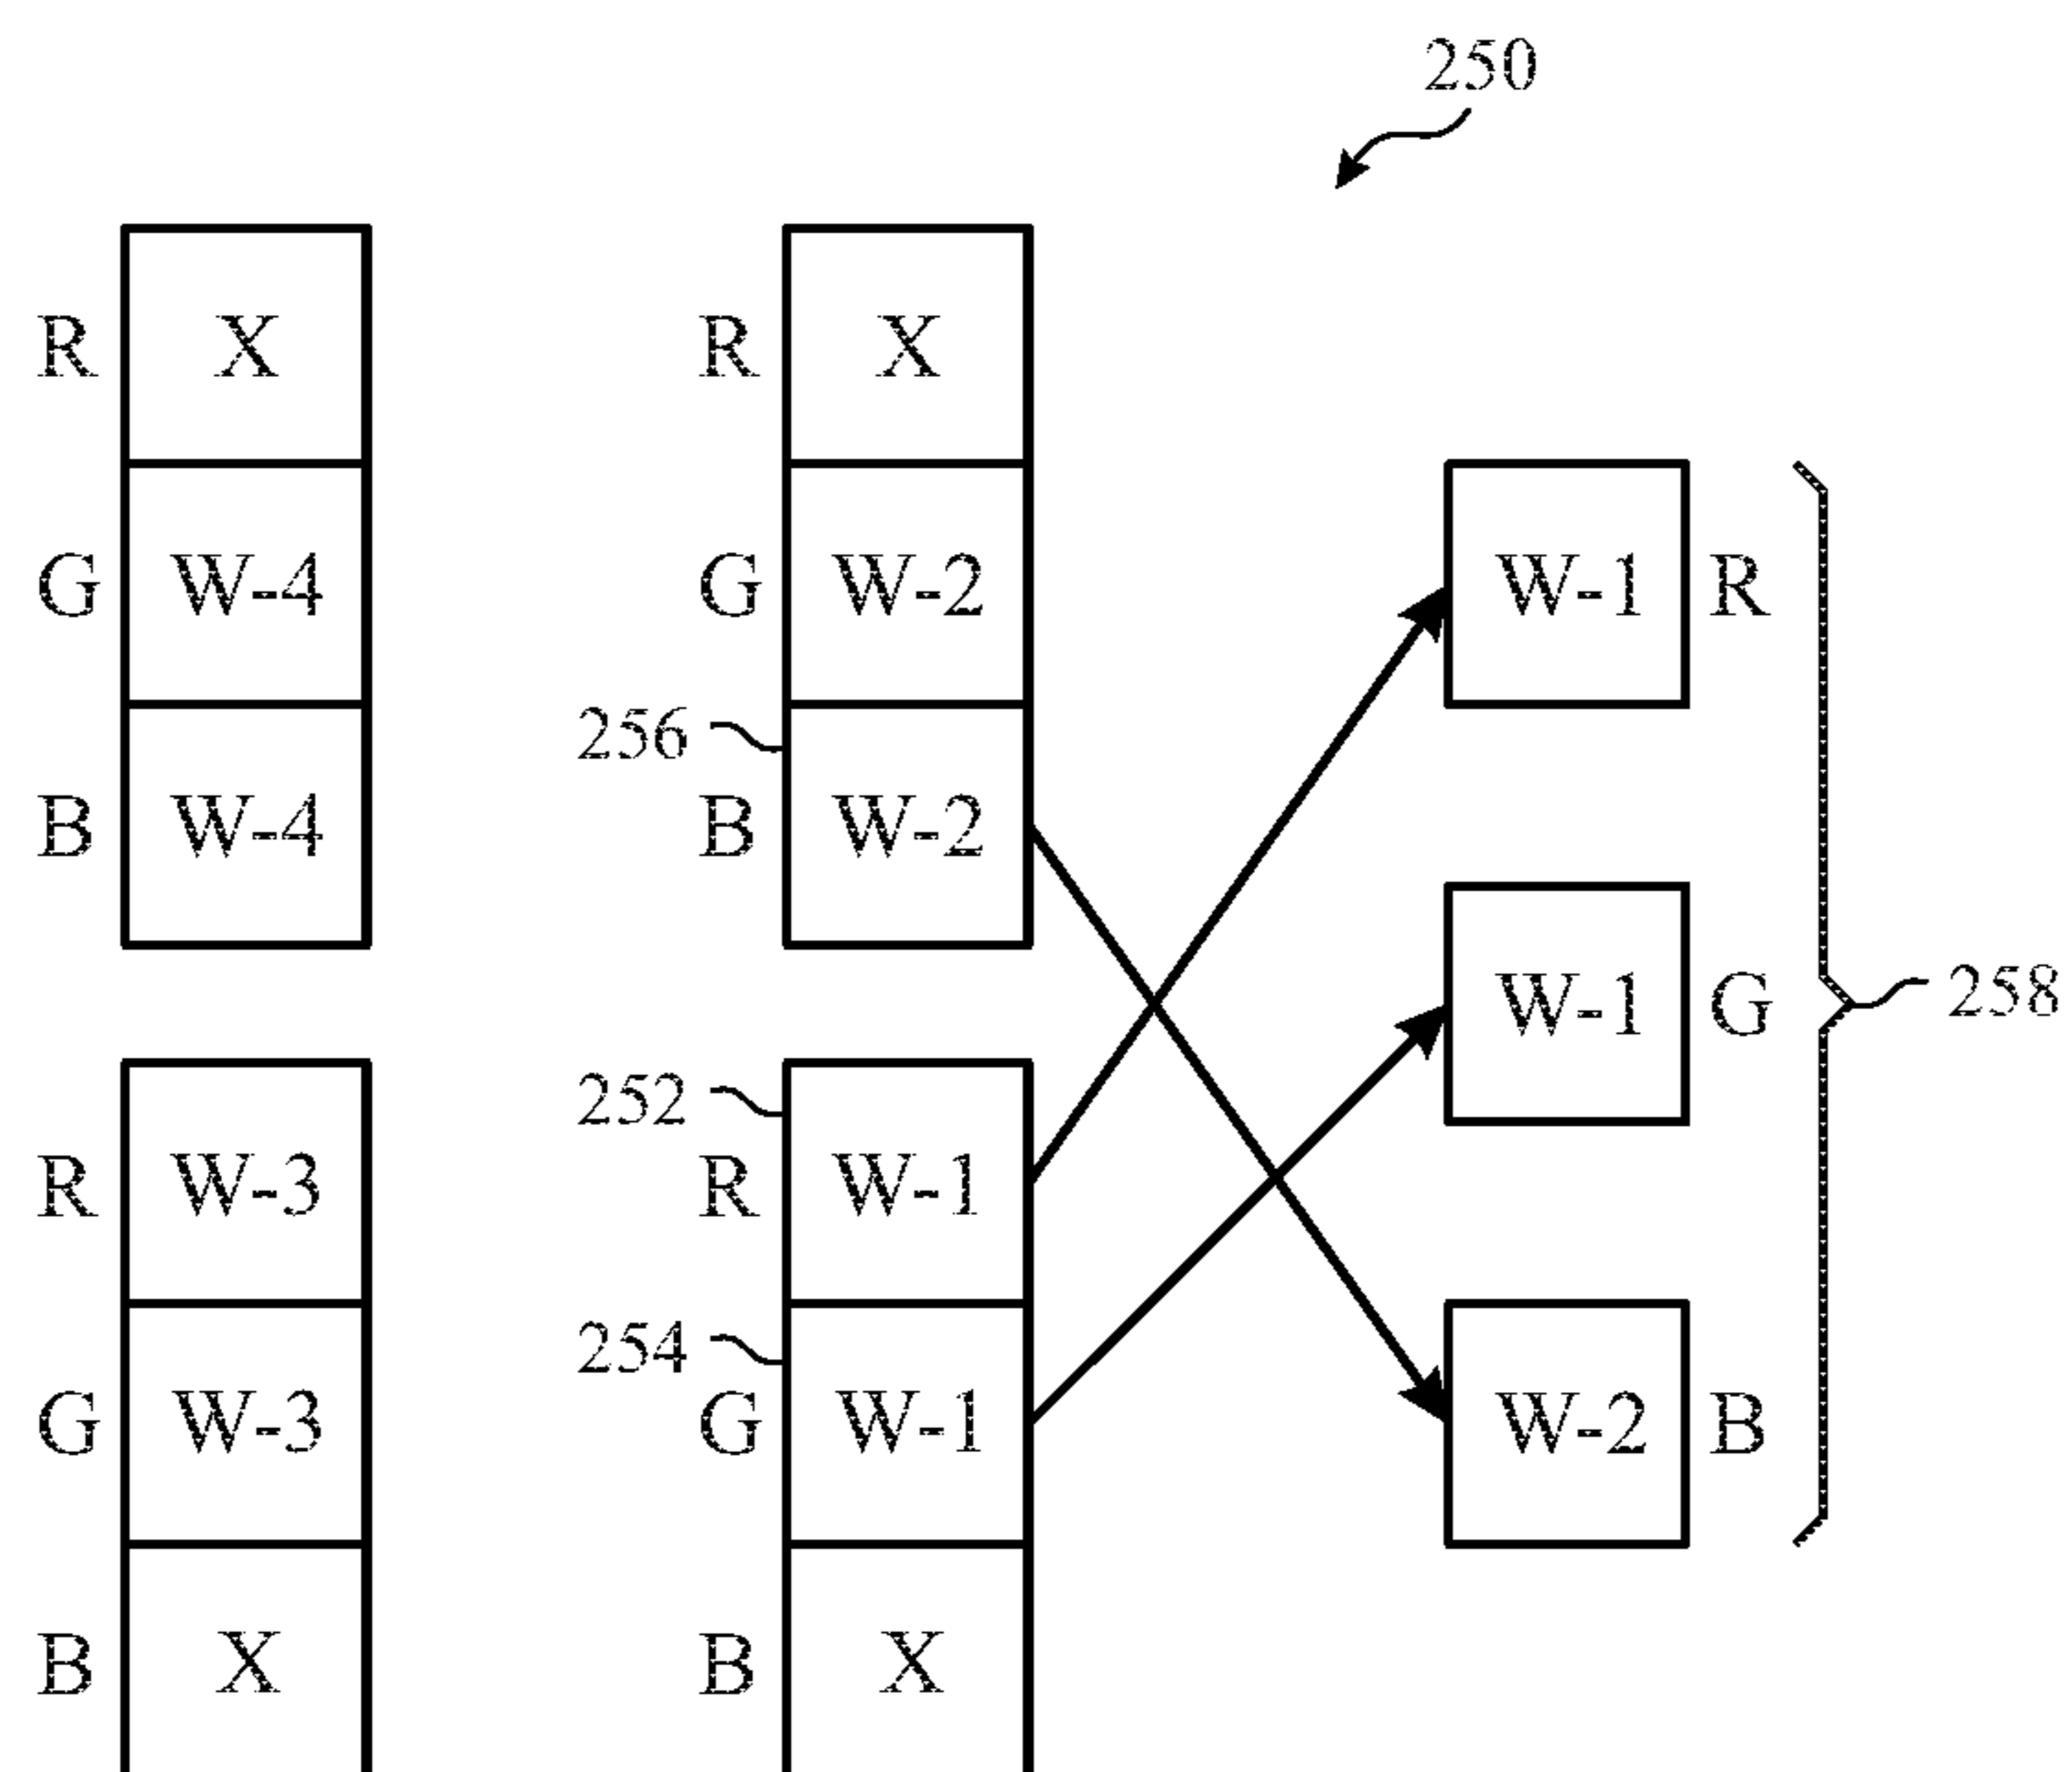 250
R X R X
G W-4 G W-2 W-1 R
256
B W-4 B W-2
W-1 G 258
252
R W-3 R W-1
254
G W-3 G W-1 W-2 B
B X B X